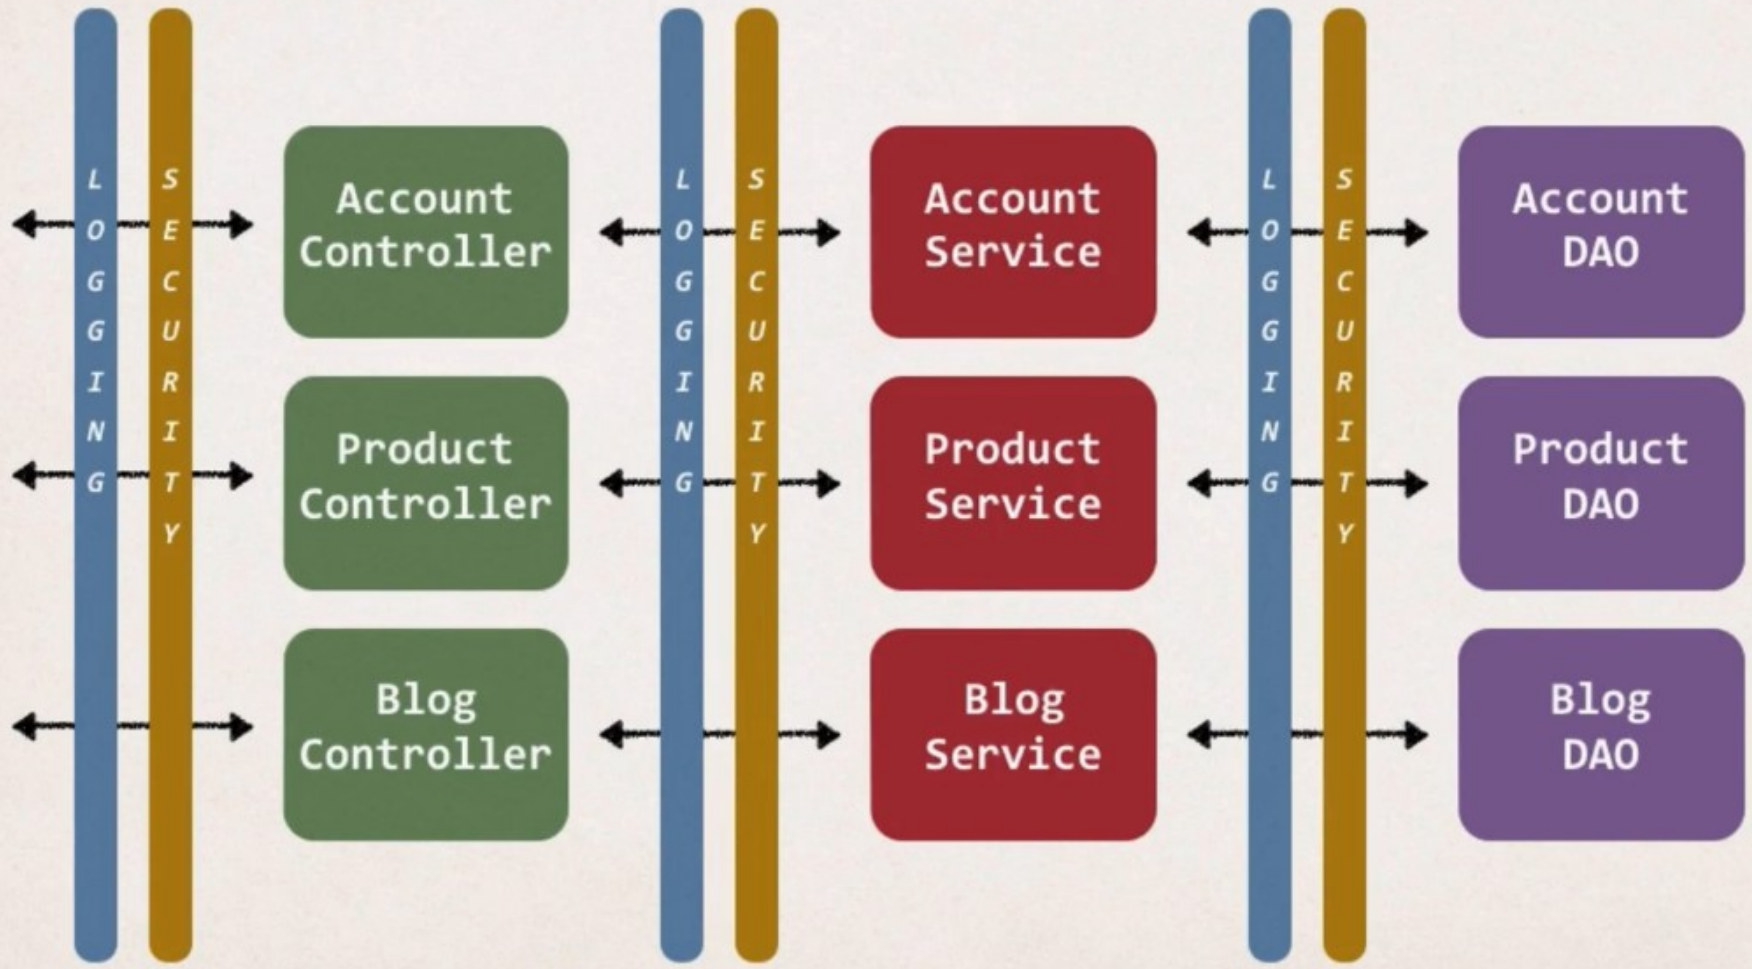 LOGGING
SECURITY
Account
Controller
Product
Controller
Blog
Controller
LOGGING
SECURITY
Account
Service
Product
Service
Blog
Service
LOGGING
SECURITY
Account
DAO
Product
DAO
Blog
DAO